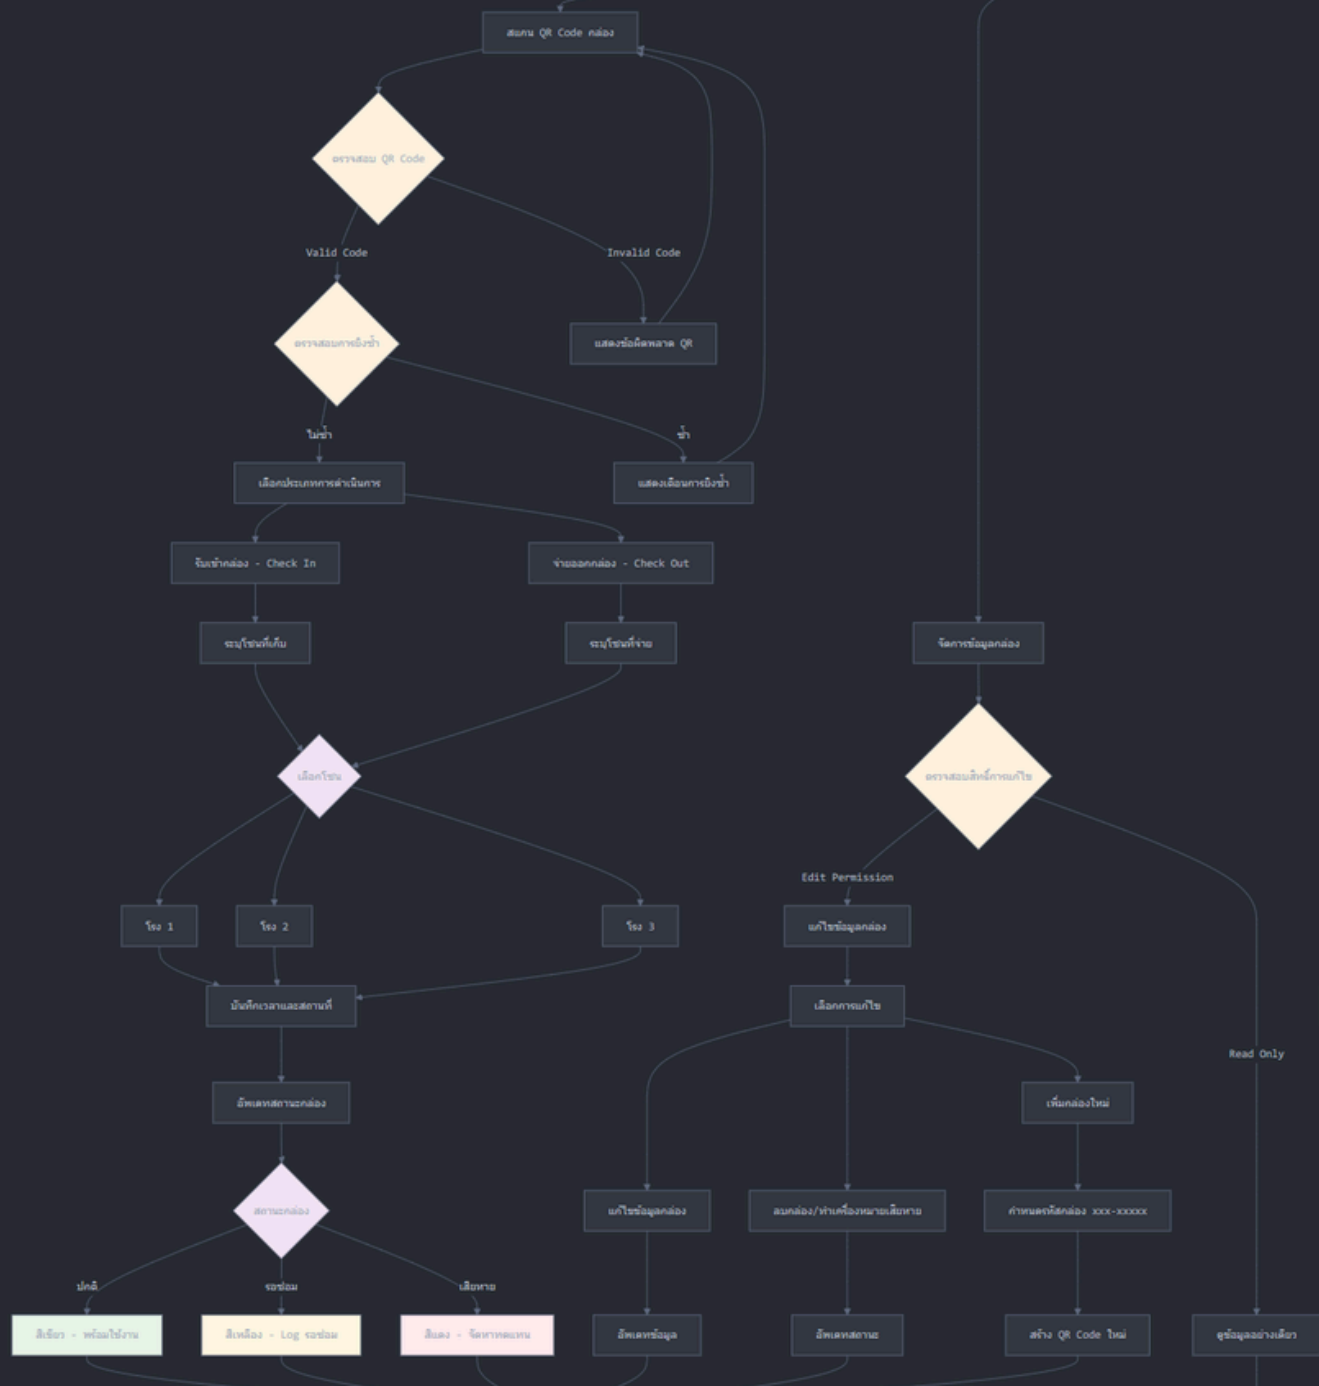 สแกน QR Code กล่อง
ตรวจสอบ QR Code
Valid Code
Invalid Code
ตรวจสอบการยิงซ้ำ
แสดงข้อผิดพลาด QR
ไม่ซ้ำ
ซ้ำ
เลือกประเภทการดำเนินการ
แสดงเตือนการยิงซ้ำ
รับเข้ากล่อง - Check In
จ่ายออกกล่อง - Check Out
ระบุโซนที่เก็บ
ระบุโซนที่จ่าย
จัดการข้อมูลกล่อง
เลือกโซน
ตรวจสอบสิทธิ์การแก้ไข
Edit Permission
โรง 1
โรง 2
โรง 3
แก้ไขข้อมูลกล่อง
บันทึกเวลาและสถานที่
เลือกการแก้ไข
Read Only
อัพเดทสถานะกล่อง
เพิ่มกล่องใหม่
สถานะกล่อง
แก้ไขข้อมูลกล่อง
ลบกล่อง/ทำเครื่องหมายเสียหาย
กำหนดรหัสกล่อง xxx-xxxxx
ปกติ
รอซ่อม
เสียหาย
สีเขียว - พร้อมใช้งาน
สีเหลือง - Log รอซ่อม
สีแดง - จัดหาทดแทน
อัพเดทข้อมูล
อัพเดทสถานะ
สร้าง QR Code ใหม่
ดูข้อมูลอย่างเดียว